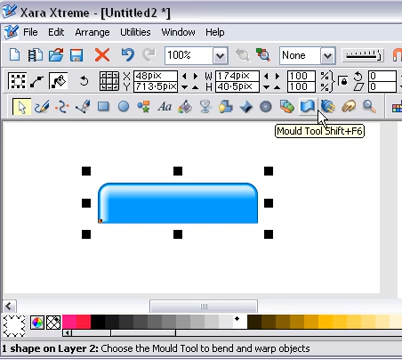 Xara Xtreme - [Untitled2 *]
File Edit Arrange Utilities Window Help
100% None
X 48pix W 174pix 100 % 0
Y 713·5pix H 40·5pix 100 % 0
Aa
Mould Tool Shift+F6
1 shape on Layer 2: Choose the Mould Tool to bend and warp objects